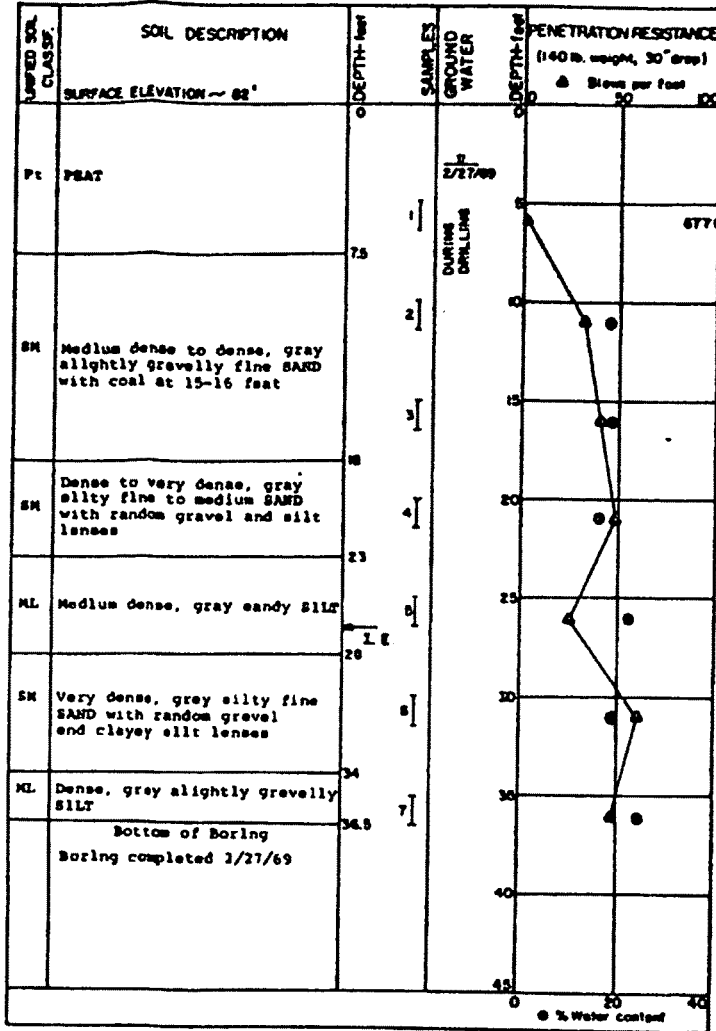 UNIFIED SOIL CLASSIF.
SOIL DESCRIPTION
SURFACE ELEVATION ~ 82'
DEPTH-feet
SAMPLES
GROUND WATER
DEPTH-feet
PENETRATION RESISTANCE
(140 lb. weight, 30" drop)
▲ Blows per foot
0
0
0
50
100
Pt
PEAT
2/27/69
DURING DRILLING
1
5
677
7.5
2
10
SM
Medium dense to dense, gray
slightly gravelly fine SAND
with coal at 15-16 feet
3
15
18
SM
Dense to very dense, gray
silty fine to medium SAND
with random gravel and silt
lenses
4
20
23
ML
Medium dense, gray sandy SILT
5
25
I.E.
28
SM
Very dense, grey silty fine
SAND with random gravel
and clayey silt lenses
6
30
34
ML
Dense, grey slightly gravelly
SILT
7
35
36.5
Bottom of Boring
Boring completed 2/27/69
40
45
0
20
40
● % Water content